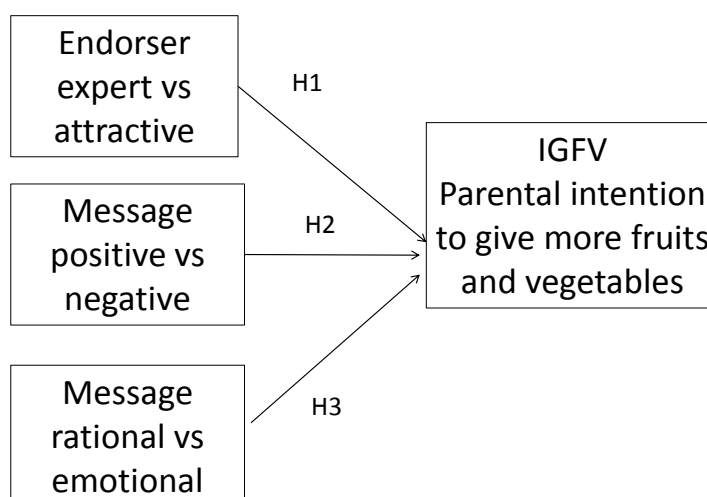 Endorser
expert vs
attractive
H1
Message
positive vs
negative
H2
Message
rational vs
emotional
H3
IGFV
Parental intention
to give more fruits
and vegetables